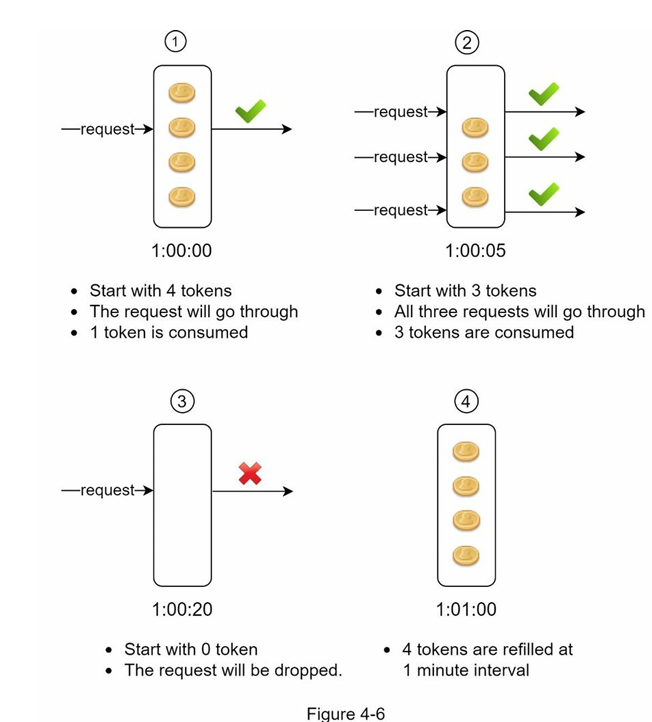 1
request
1:00:00
• Start with 4 tokens
• The request will go through
• 1 token is consumed
2
request
request
request
1:00:05
• Start with 3 tokens
• All three requests will go through
• 3 tokens are consumed
3
request
1:00:20
• Start with 0 token
• The request will be dropped.
4
1:01:00
• 4 tokens are refilled at
1 minute interval
Figure 4-6